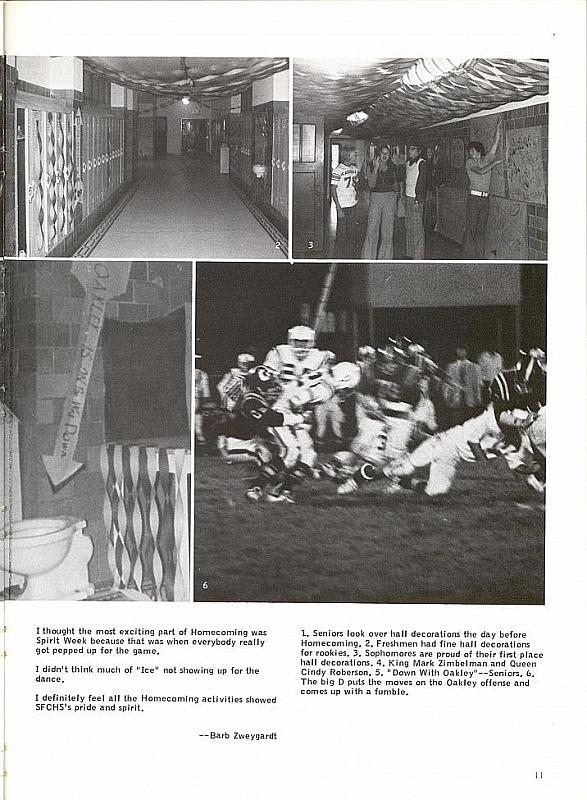 2
3
75
OAKLEY IS ON ITS WAY DOWN
3
6
I thought the most exciting part of Homecoming was
Spirit Week because that was when everybody really
got pepped up for the game.
I didn't think much of "Ice" not showing up for the
dance.
I definitely feel all the Homecoming activities showed
SFCHS's pride and spirit.
--Barb Zweygardt
1. Seniors look over hall decorations the day before
Homecoming. 2. Freshmen had fine hall decorations
for rookies. 3. Sophomores are proud of their first place
hall decorations. 4. King Mark Zimbelman and Queen
Cindy Roberson. 5. "Down With Oakley"--Seniors. 6.
The big D puts the moves on the Oakley offense and
comes up with a fumble.
11